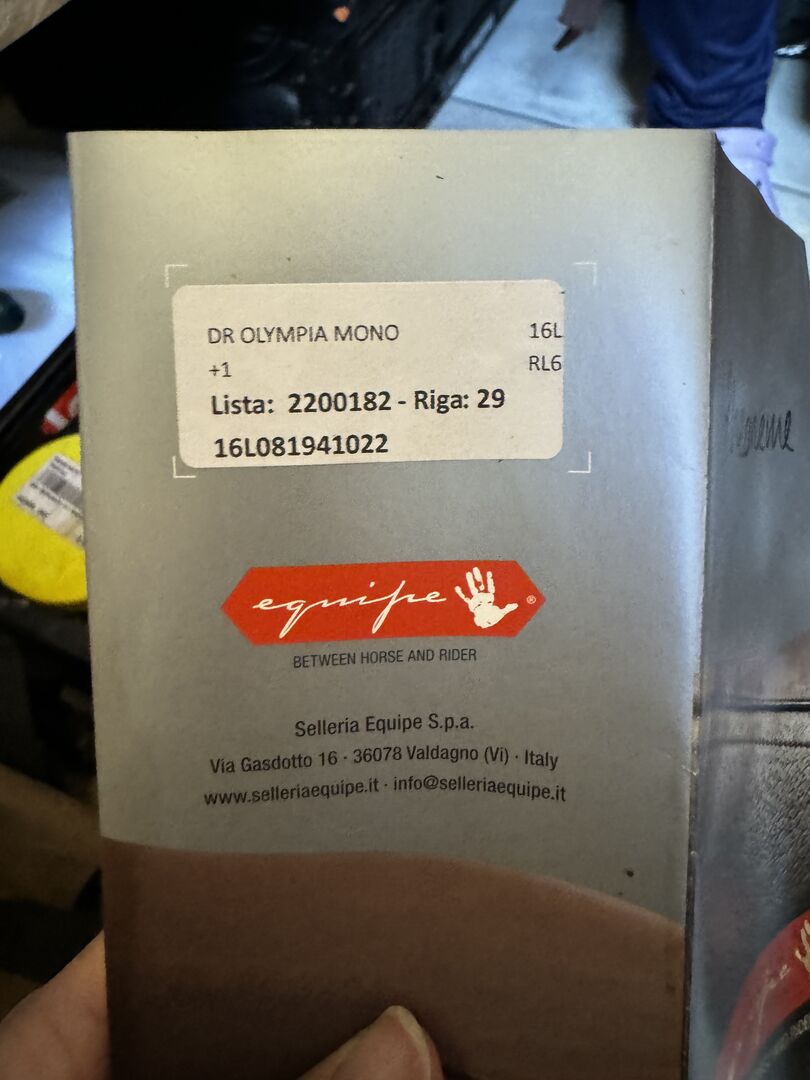 DR OLYMPIA MONO 16L
+1 RL6
Lista: 2200182 - Riga: 29
16L081941022
equipe ®
BETWEEN HORSE AND RIDER
Selleria Equipe S.p.a.
Via Gasdotto 16 · 36078 Valdagno (Vi) · Italy
www.selleriaequipe.it · info@selleriaequipe.it